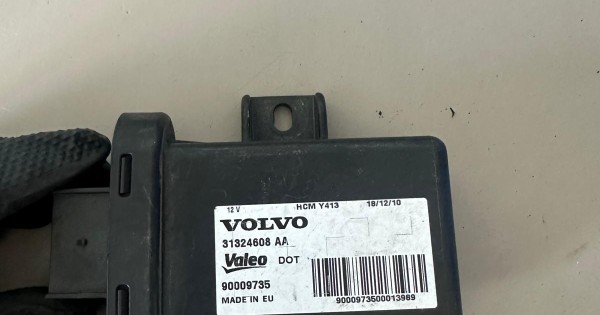 12 V HCM Y413 18/12/10
VOLVO
31324608 AA
Valeo DOT
90009735
MADE IN EU 9000973500013989